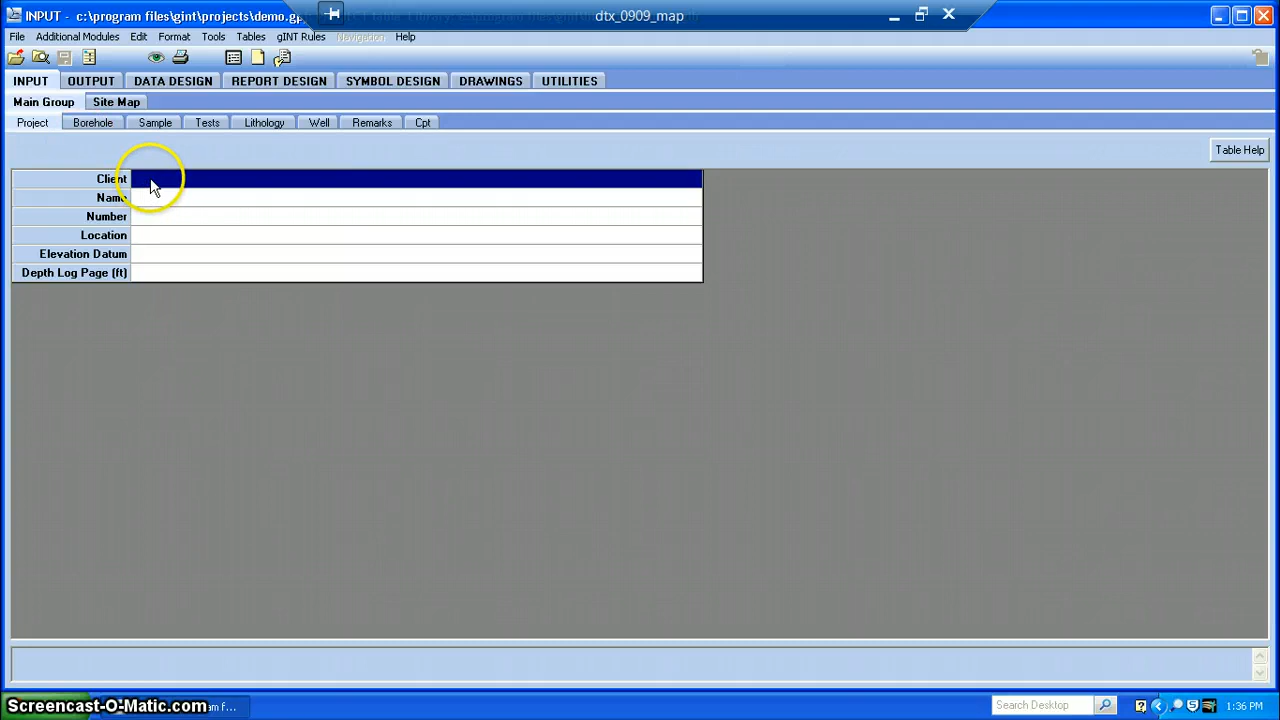 INPUT - c:\program files\gint\projects\demo.gp
dtx_0909_map
File Additional Modules Edit Format Tools Tables gINT Rules Navigation Help
INPUT OUTPUT DATA DESIGN REPORT DESIGN SYMBOL DESIGN DRAWINGS UTILITIES
Main Group Site Map
Project Borehole Sample Tests Lithology Well Remarks Cpt
Table Help
Client
Name
Number
Location
Elevation Datum
Depth Log Page (ft)
Screencast-O-Matic.com
Search Desktop
1:36 PM